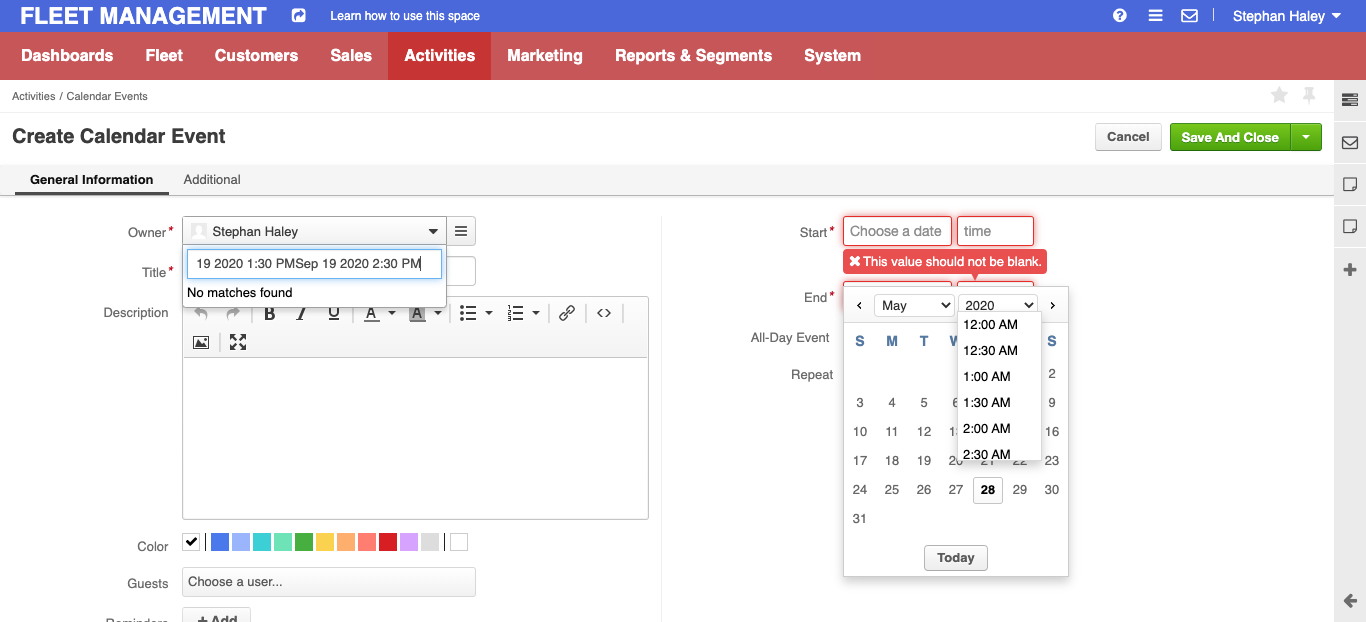 FLEET MANAGEMENT Learn how to use this space Stephan Haley
Dashboards Fleet Customers Sales Activities Marketing Reports & Segments System
Activities / Calendar Events
Create Calendar Event Cancel Save And Close
General Information Additional
Owner* Stephan Haley
19 2020 1:30 PMSep 19 2020 2:30 PM
No matches found
Title*
Description
B I U A A
Color
Guests Choose a user...
Reminders + Add
Start* Choose a date time
This value should not be blank.
End*
All-Day Event
Repeat
May 2020
S M T W S
2
3 4 5 6 9
10 11 12 13 16
17 18 19 20 21 22 23
24 25 26 27 28 29 30
31
Today
12:00 AM
12:30 AM
1:00 AM
1:30 AM
2:00 AM
2:30 AM